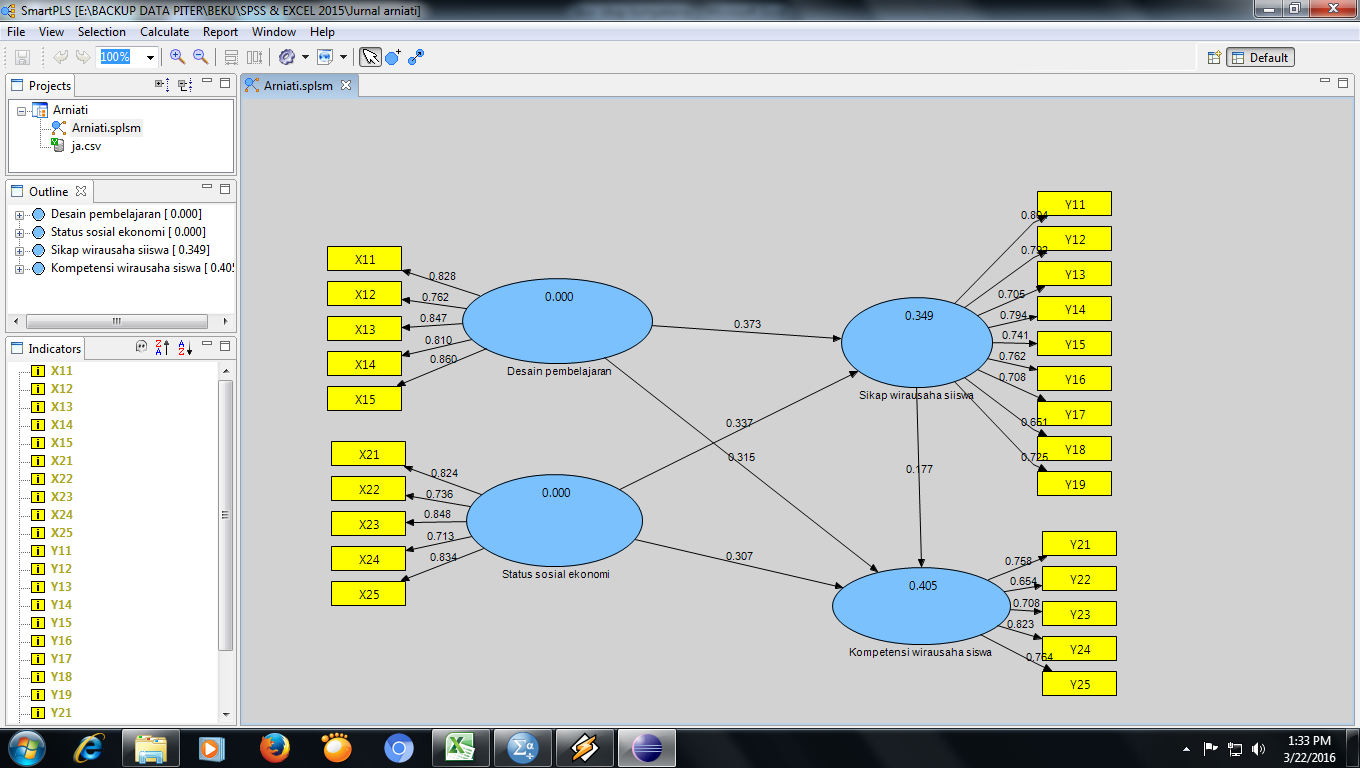 SmartPLS [E:\BACKUP DATA PITER\BEKU\SPSS & EXCEL 2015\Jurnal arniati]
File View Selection Calculate Report Window Help
100%
Default
Projects
Arniati
Arniati.splsm
ja.csv
Outline
Desain pembelajaran [ 0.000]
Status sosial ekonomi [ 0.000]
Sikap wirausaha siiswa [ 0.349]
Kompetensi wirausaha siswa [ 0.405
Indicators
X11
X12
X13
X14
X15
X21
X22
X23
X24
X25
Y11
Y12
Y13
Y14
Y15
Y16
Y17
Y18
Y19
Y21
Arniati.splsm
X11
X12
X13
X14
X15
0.828
0.762
0.847
0.810
0.860
0.000
Desain pembelajaran
X21
X22
X23
X24
X25
0.824
0.736
0.848
0.713
0.834
0.000
Status sosial ekonomi
0.373
0.337
0.315
0.307
0.177
0.349
Sikap wirausaha siiswa
0.705
0.794
0.741
0.762
0.708
0.725
Y11
Y12
Y13
Y14
Y15
Y16
Y17
Y18
Y19
0.405
Kompetensi wirausaha siswa
0.758
0.654
0.708
0.823
0.764
Y21
Y22
Y23
Y24
Y25
1:33 PM
3/22/2016